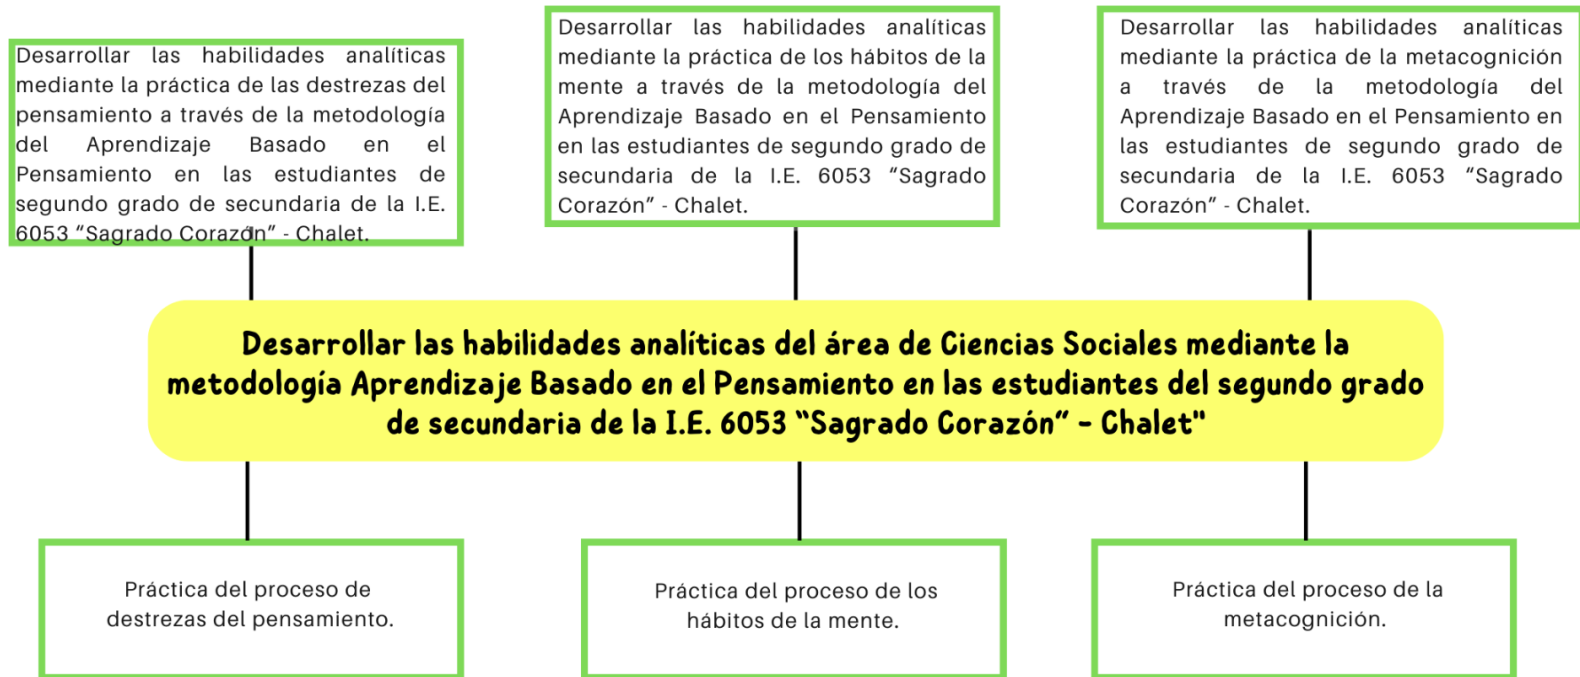 Desarrollar las habilidades analíticas
mediante la práctica de las destrezas del
pensamiento a través de la metodología
del Aprendizaje Basado en el
Pensamiento en las estudiantes de
segundo grado de secundaria de la I.E.
6053 “Sagrado Corazón” - Chalet.
Desarrollar las habilidades analíticas
mediante la práctica de los hábitos de la
mente a través de la metodología del
Aprendizaje Basado en el Pensamiento
en las estudiantes de segundo grado de
secundaria de la I.E. 6053 “Sagrado
Corazón” - Chalet.
Desarrollar las habilidades analíticas
mediante la práctica de la metacognición
a través de la metodología del
Aprendizaje Basado en el Pensamiento en
las estudiantes de segundo grado de
secundaria de la I.E. 6053 “Sagrado
Corazón” - Chalet.
Desarrollar las habilidades analíticas del área de Ciencias Sociales mediante la
metodología Aprendizaje Basado en el Pensamiento en las estudiantes del segundo grado
de secundaria de la I.E. 6053 “Sagrado Corazón” – Chalet"
Práctica del proceso de
destrezas del pensamiento.
Práctica del proceso de los
hábitos de la mente.
Práctica del proceso de la
metacognición.